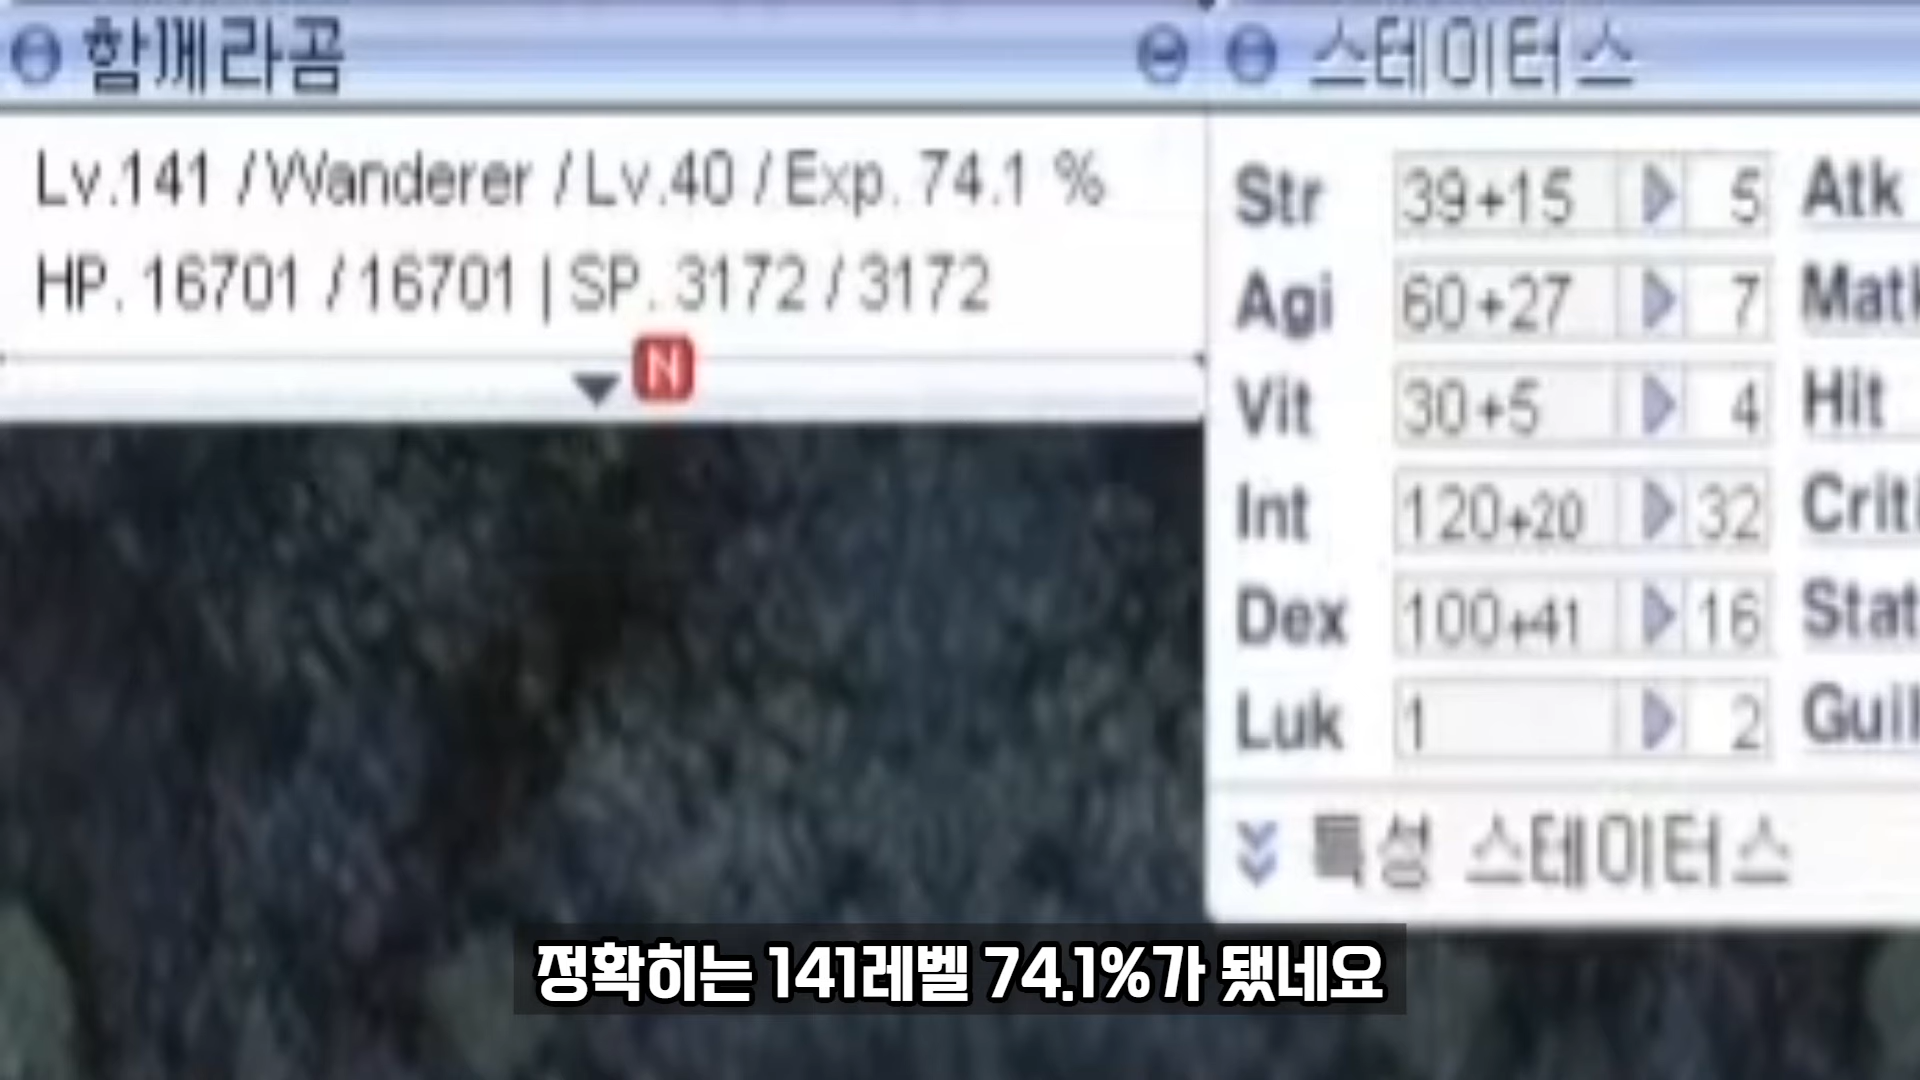 함께라곰
Lv.141 / Wanderer / Lv.40 / Exp. 74.1 %
HP. 16701 / 16701 | SP. 3172 / 3172
N
스테이터스
Str 39+15 5 Atk
Agi 60+27 7
Vit 30+5 4 Hit
Int 120+20 32
Dex 100+41 16
Luk 1 2
특성 스테이터스
정확히는 141레벨 74.1%가 됐네요